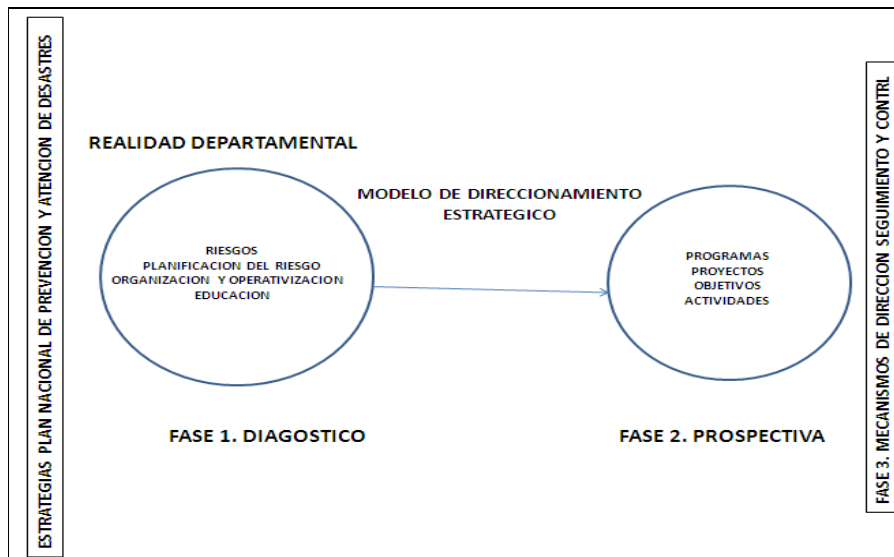 ESTRATEGIAS PLAN NACIONAL DE PREVENCION Y ATENCION DE DESASTRES
REALIDAD DEPARTAMENTAL
RIESGOS
PLANIFICACION DEL RIESGO
ORGANIZACION Y OPERATIVIZACION
EDUCACION
FASE 1. DIAGOSTICO
MODELO DE DIRECCIONAMIENTO
ESTRATEGICO
PROGRAMAS
PROYECTOS
OBJETIVOS
ACTIVIDADES
FASE 2. PROSPECTIVA
FASE 3. MECANISMOS DE DIRECCION SEGUIMIENTO Y CONTRL